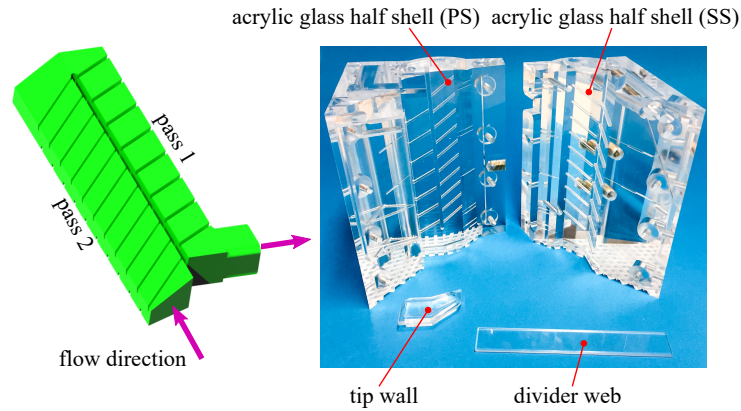 acrylic glass half shell (PS)
acrylic glass half shell (SS)
pass 1
pass 2
flow direction
tip wall
divider web